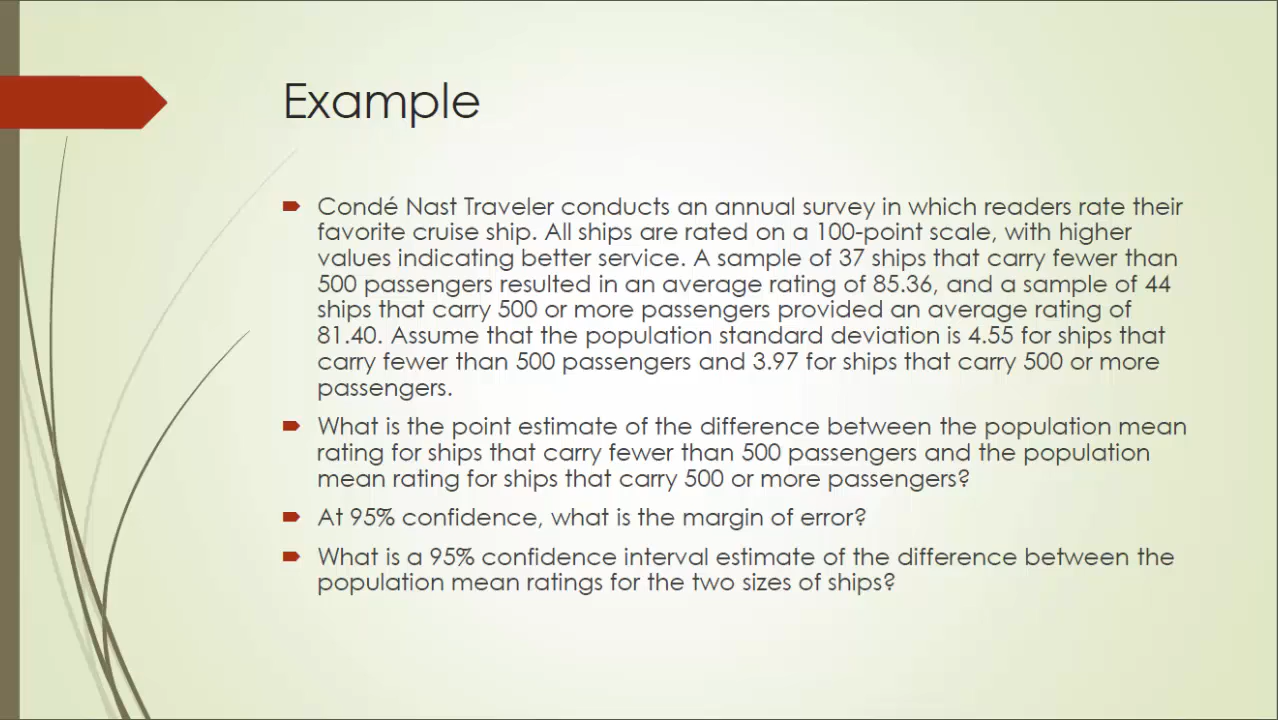 Example
Condé Nast Traveler conducts an annual survey in which readers rate their
favorite cruise ship. All ships are rated on a 100-point scale, with higher
values indicating better service. A sample of 37 ships that carry fewer than
500 passengers resulted in an average rating of 85.36, and a sample of 44
ships that carry 500 or more passengers provided an average rating of
81.40. Assume that the population standard deviation is 4.55 for ships that
carry fewer than 500 passengers and 3.97 for ships that carry 500 or more
passengers.
What is the point estimate of the difference between the population mean
rating for ships that carry fewer than 500 passengers and the population
mean rating for ships that carry 500 or more passengers?
At 95% confidence, what is the margin of error?
What is a 95% confidence interval estimate of the difference between the
population mean ratings for the two sizes of ships?